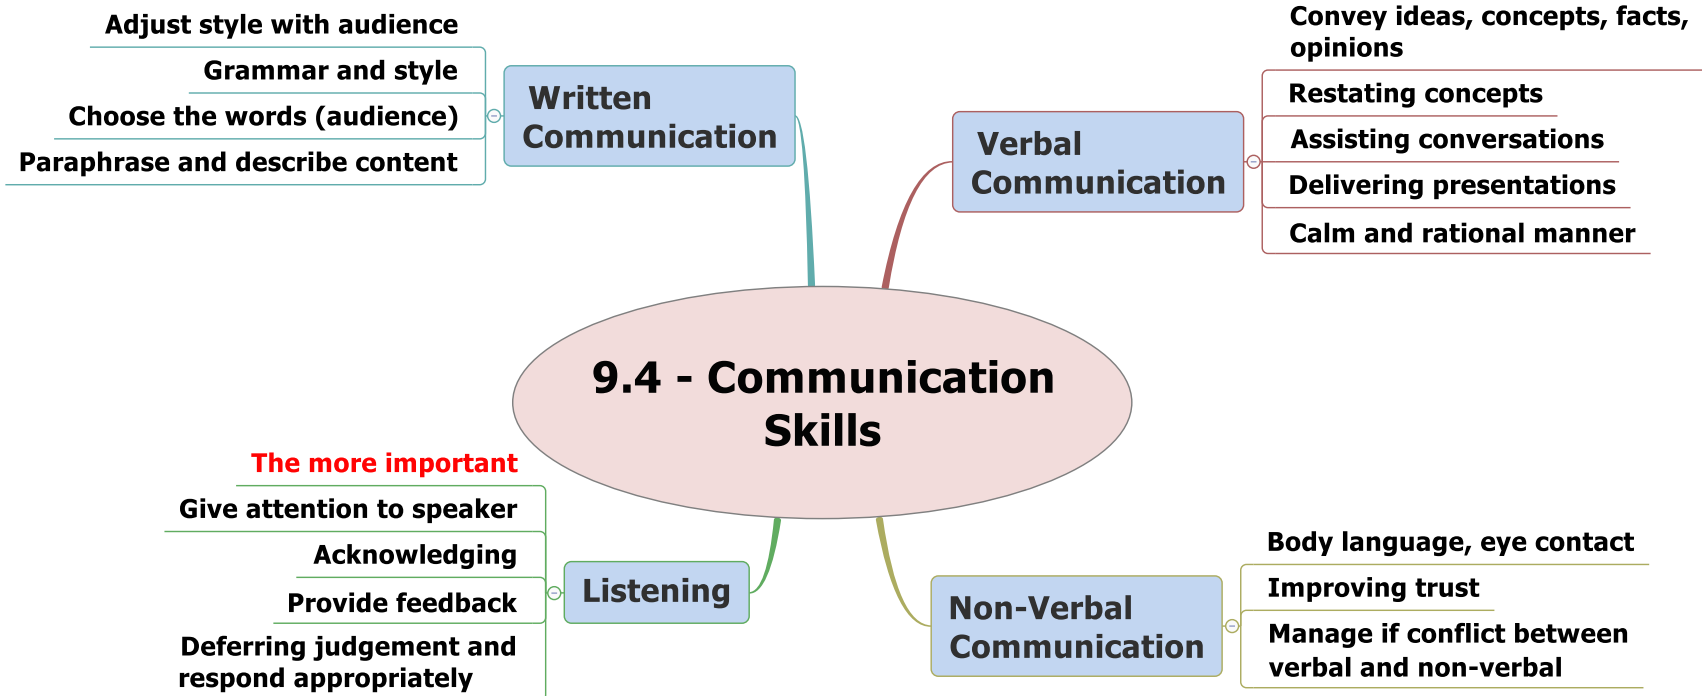 Adjust style with audience
Grammar and style
Choose the words (audience)
Paraphrase and describe content
Written
Communication
Verbal
Communication
Convey ideas, concepts, facts,
opinions
Restating concepts
Assisting conversations
Delivering presentations
Calm and rational manner
9.4 - Communication
Skills
The more important
Give attention to speaker
Acknowledging
Provide feedback
Deferring judgement and
respond appropriately
Listening
Non-Verbal
Communication
Body language, eye contact
Improving trust
Manage if conflict between
verbal and non-verbal